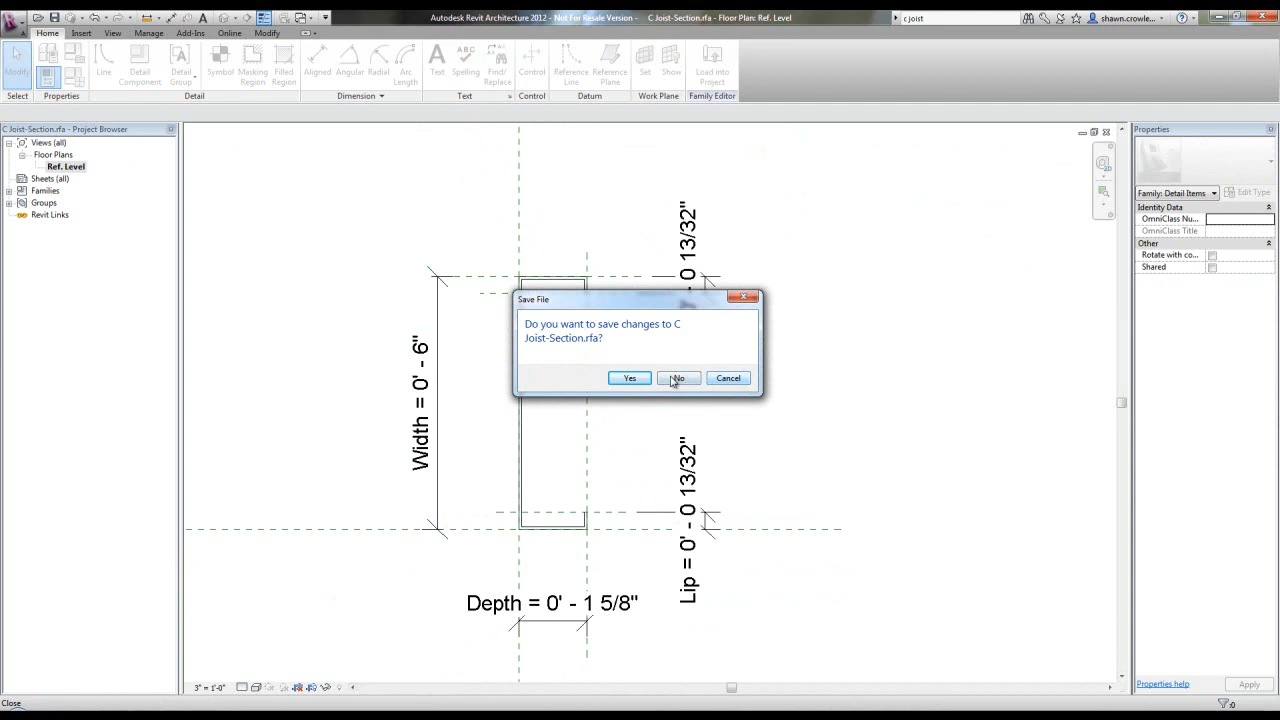 Autodesk Revit Architecture 2012 - Not For Resale Version - C Joist-Section.rfa - Floor Plan: Ref. Level
c joist
shawn.crowle...
Home Insert View Manage Add-Ins Online Modify
Modify
Line
Detail Component
Detail Group
Symbol
Masking Region
Filled Region
Aligned
Angular
Radial
Arc Length
Text
Spelling
Find/ Replace
Control
Reference Line
Reference Plane
Set
Show
Load into Project
Select Properties Detail Dimension Text Control Datum Work Plane Family Editor
C Joist-Section.rfa - Project Browser
Views (all)
Floor Plans
Ref. Level
Sheets (all)
Families
Groups
Revit Links
Width = 0' - 6"
0 13/32"
Save File
Do you want to save changes to C
Joist-Section.rfa?
Yes No Cancel
Lip = 0' - 0 13/32"
Depth = 0' - 1 5/8"
Properties
Family: Detail Items
Edit Type
Identity Data
OmniClass Nu...
OmniClass Title
Other
Rotate with co...
Shared
Properties help
Apply
3" = 1'-0"
Close
:0